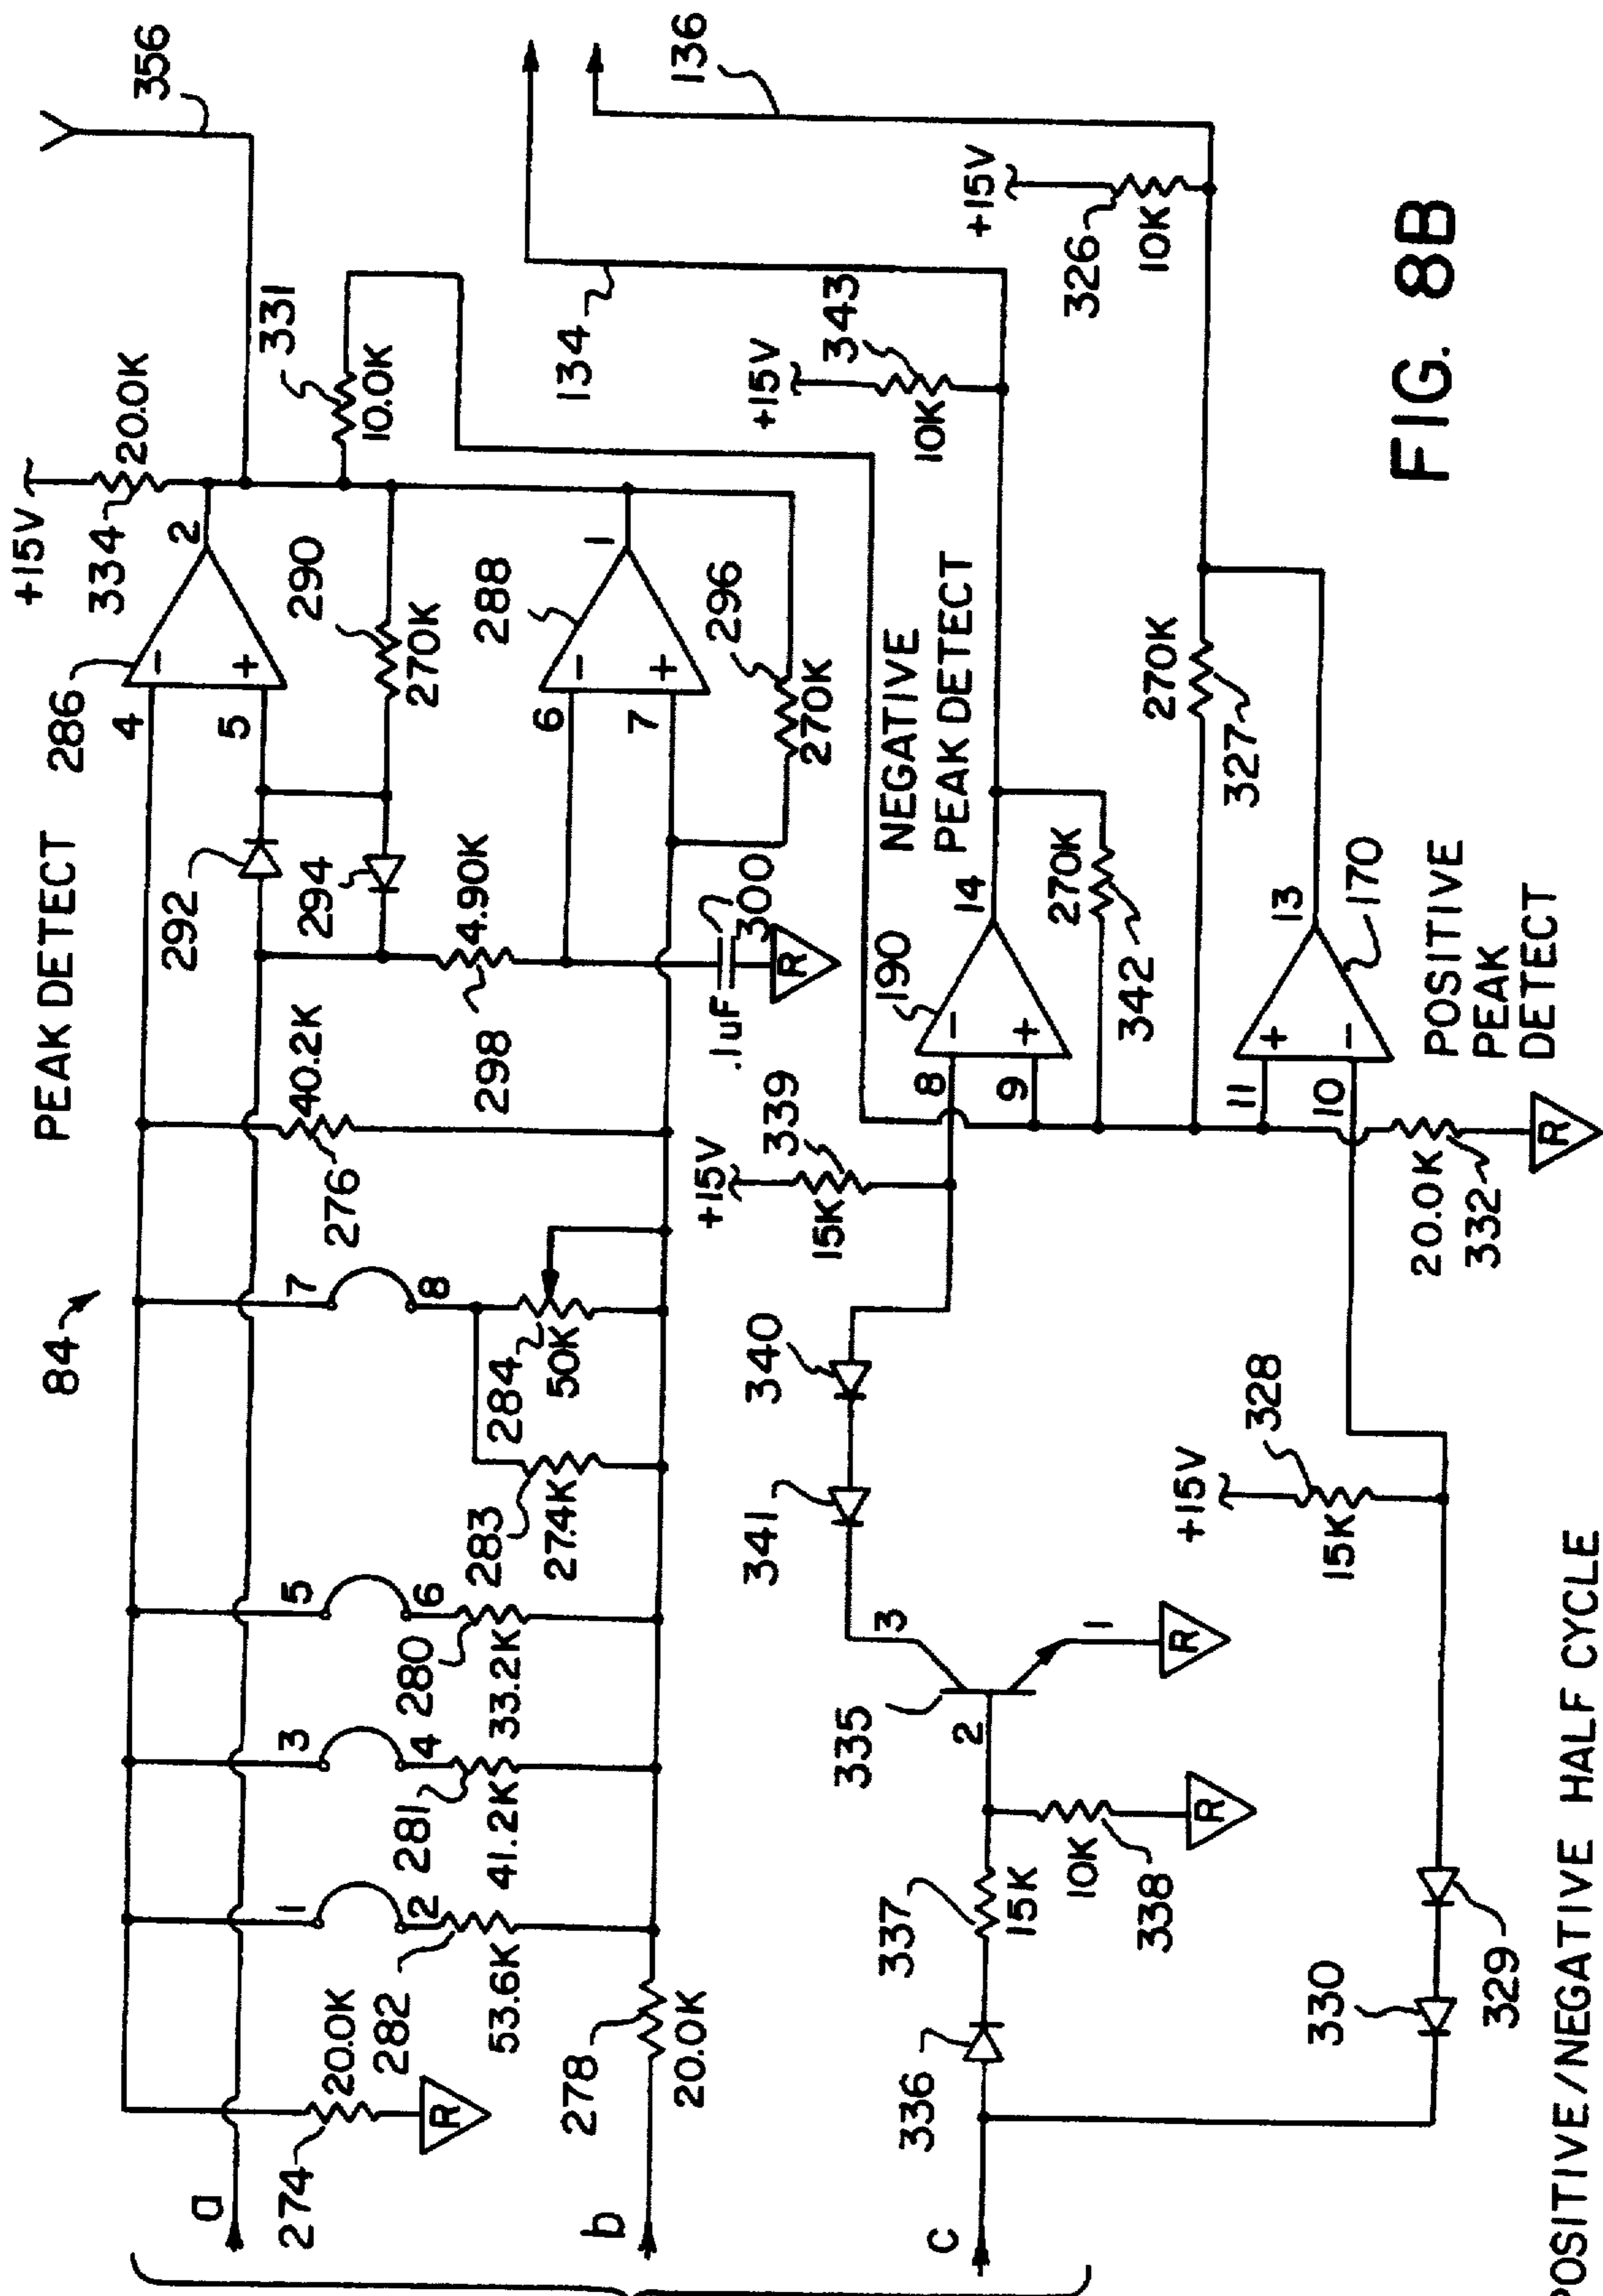 84
PEAK DETECT
+15V
334
20.0K
356
286
4
5
2
292
294
290
270K
331
10.0K
298
4.90K
288
6
7
1
296
270K
.1uF
300
R
276
40.2K
7
8
284
50K
283
27.4K
5
6
280
33.2K
3
4
281
41.2K
1
2
282
53.6K
274
20.0K
R
a
b
278
20.0K
c
336
337
15K
338
10K
R
335
2
3
1
R
341
340
+15V
339
15K
190
8
9
14
NEGATIVE
PEAK DETECT
342
270K
+15V
343
10K
134
136
+15V
326
10K
270K
327
11
10
13
170
POSITIVE
PEAK
DETECT
20.0K
332
R
+15V
328
15K
330
329
POSITIVE/NEGATIVE HALF CYCLE
FIG. 8B